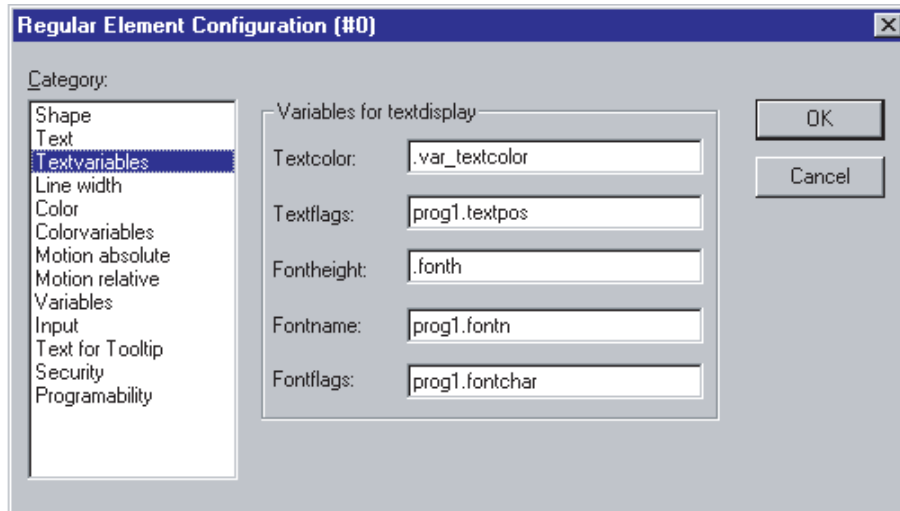 Regular Element Configuration (#0)
Category:
Shape
Text
Textvariables
Line width
Color
Colorvariables
Motion absolute
Motion relative
Variables
Input
Text for Tooltip
Security
Programability
Variables for textdisplay
Textcolor: .var_textcolor
Textflags: prog1.textpos
Fontheight: .fonth
Fontname: prog1.fontn
Fontflags: prog1.fontchar
OK
Cancel